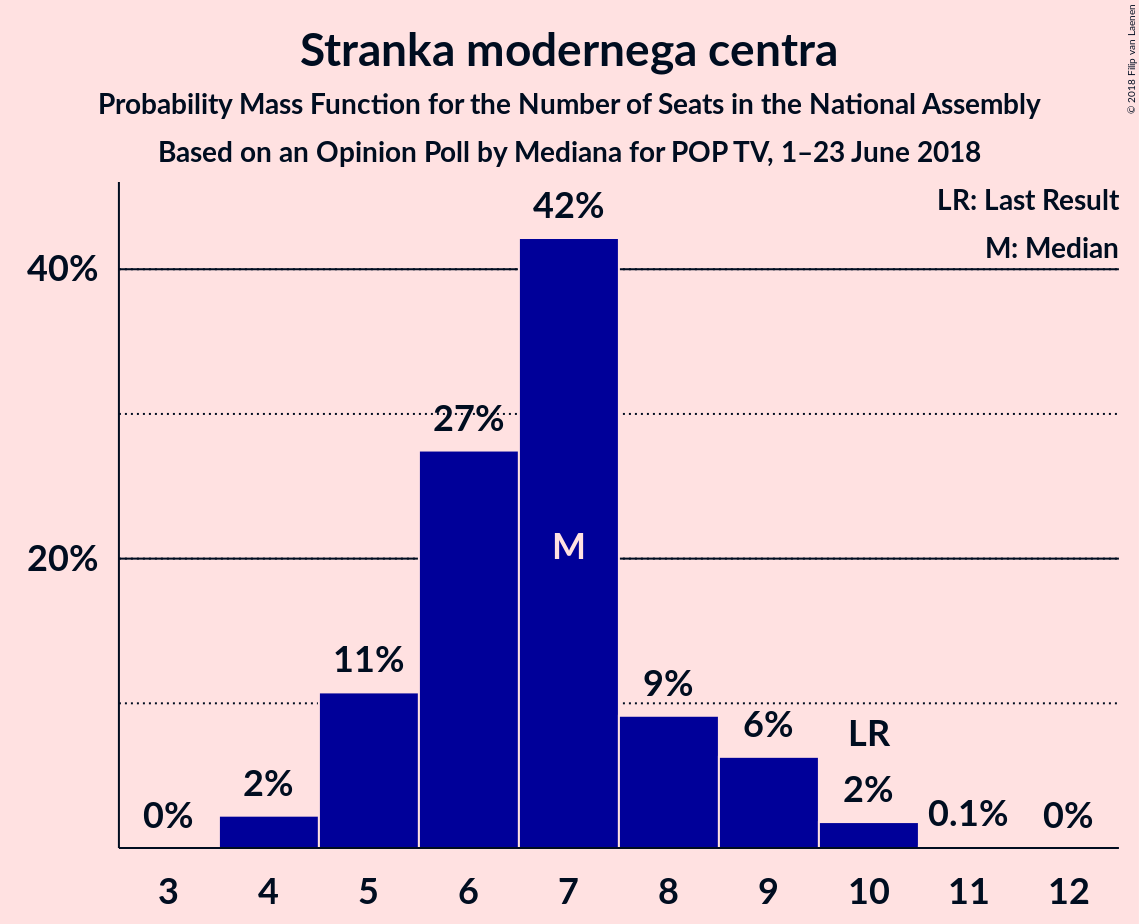 Stranka modernega centra
Probability Mass Function for the Number of Seats in the National Assembly
Based on an Opinion Poll by Mediana for POP TV, 1–23 June 2018
© 2018 Filip van Laenen
LR: Last Result
M: Median
42%
40%
27%
M
20%
11%
9%
6%
LR
2%
2%
0%
0.1%
0%
3 4 5 6 7 8 9 10 11 12